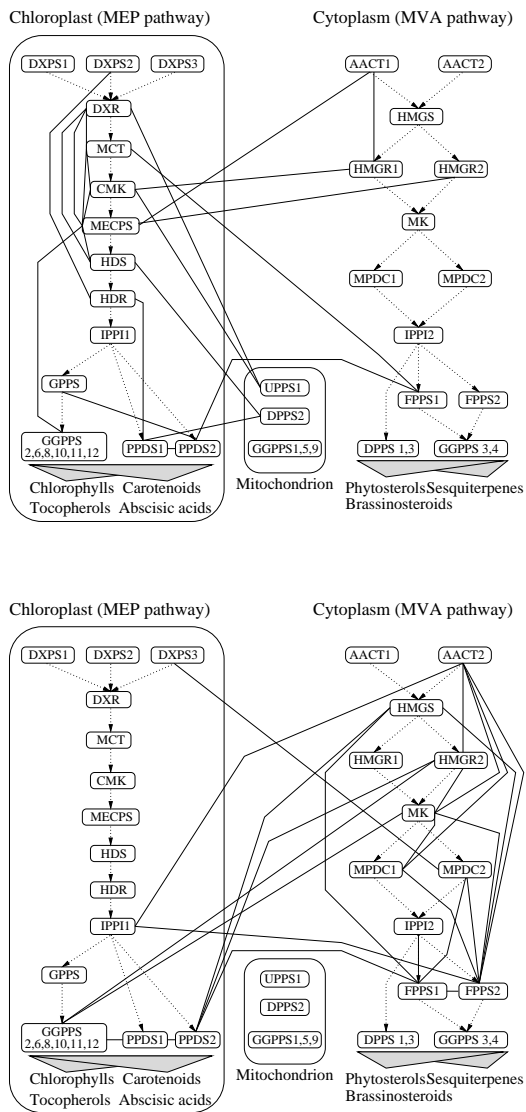 Chloroplast (MEP pathway) Cytoplasm (MVA pathway)
DXPS1 DXPS2 DXPS3 AACT1 AACT2
DXR HMGS
MCT
CMK HMGR1 HMGR2
MECPS MK
HDS
HDR MPDC1 MPDC2
IPPI1 IPPI2
GPPS UPPS1 FPPS1 FPPS2
DPPS2
GGPPS
2,6,8,10,11,12 PPDS1 PPDS2 GGPPS1,5,9 DPPS 1,3 GGPPS 3,4
Mitochondrion
Chlorophylls Carotenoids Phytosterols Sesquiterpenes
Tocopherols Abscisic acids Brassinosteroids
Chloroplast (MEP pathway) Cytoplasm (MVA pathway)
DXPS1 DXPS2 DXPS3 AACT1 AACT2
DXR HMGS
MCT
CMK HMGR1 HMGR2
MECPS MK
HDS
HDR MPDC1 MPDC2
IPPI1 IPPI2
GPPS UPPS1 FPPS1 FPPS2
DPPS2
GGPPS
2,6,8,10,11,12 PPDS1 PPDS2 GGPPS1,5,9 DPPS 1,3 GGPPS 3,4
Mitochondrion
Chlorophylls Carotenoids Phytosterols Sesquiterpenes
Tocopherols Abscisic acids Brassinosteroids